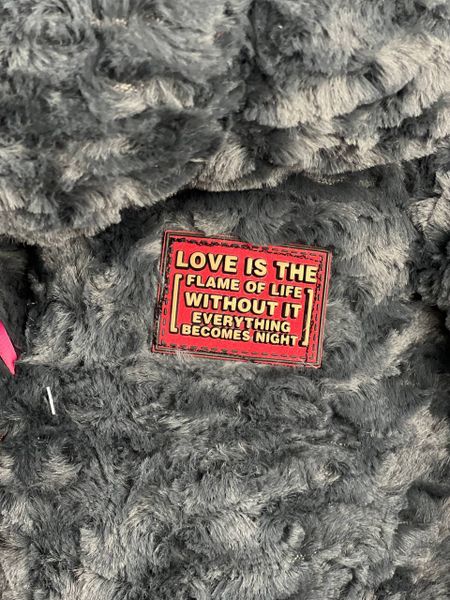 LOVE IS THE
FLAME OF LIFE
WITHOUT IT
EVERYTHING
BECOMES NIGHT